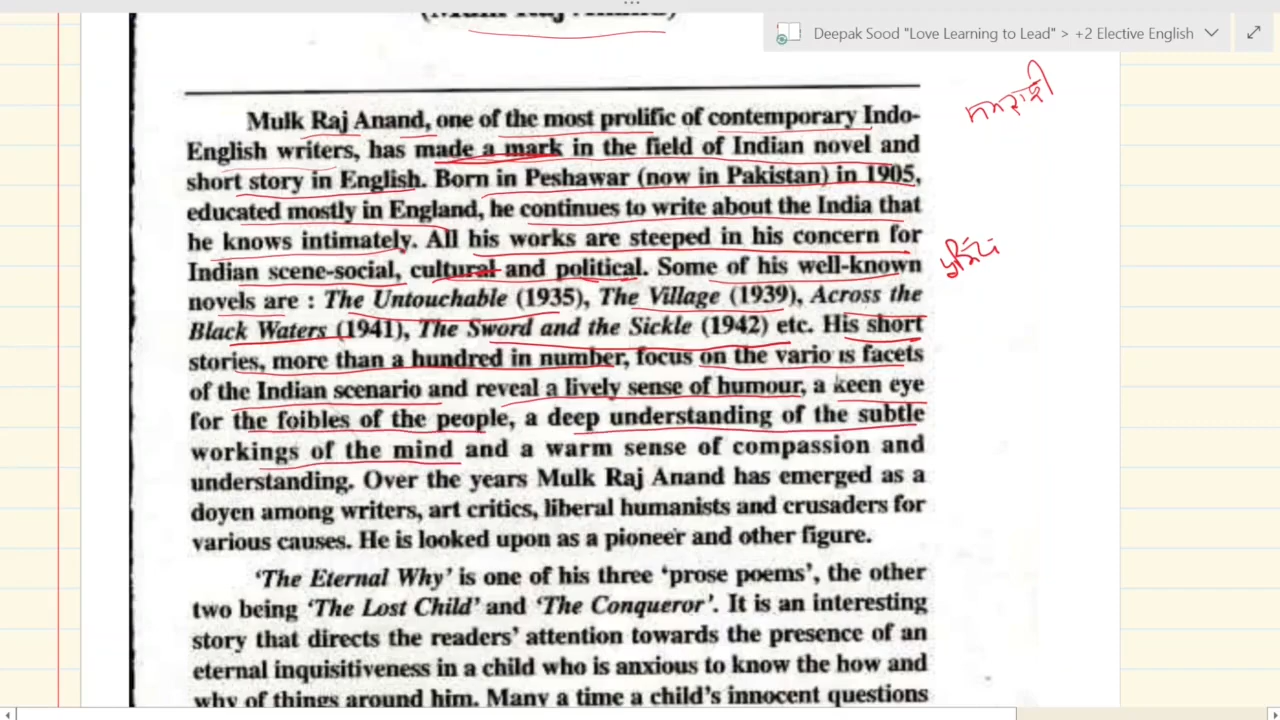 (Mulk Raj Anand)
Deepak Sood "Love Learning to Lead" > +2 Elective English
Mulk Raj Anand, one of the most prolific of contemporary Indo-
English writers, has made a mark in the field of Indian novel and
short story in English. Born in Peshawar (now in Pakistan) in 1905,
educated mostly in England, he continues to write about the India that
he knows intimately. All his works are steeped in his concern for
Indian scene-social, cultural and political. Some of his well-known
novels are : The Untouchable (1935), The Village (1939), Across the
Black Waters (1941), The Sword and the Sickle (1942) etc. His short
stories, more than a hundred in number, focus on the vario ıs facets
of the Indian scenario and reveal a lively sense of humour, a keen eye
for the foibles of the people, a deep understanding of the subtle
workings of the mind and a warm sense of compassion and
understanding. Over the years Mulk Raj Anand has emerged as a
doyen among writers, art critics, liberal humanists and crusaders for
various causes. He is looked upon as a pioneer and other figure.
'The Eternal Why' is one of his three 'prose poems', the other
two being 'The Lost Child' and 'The Conqueror'. It is an interesting
story that directs the readers' attention towards the presence of an
eternal inquisitiveness in a child who is anxious to know the how and
why of things around him. Many a time a child's innocent questions